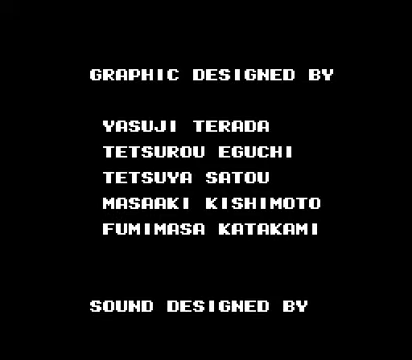 GRAPHIC DESIGNED BY
YASUJI TERADA
TETSUROU EGUCHI
TETSUYA SATOU
MASAAKI KISHIMOTO
FUMIMASA KATAKAMI
SOUND DESIGNED BY